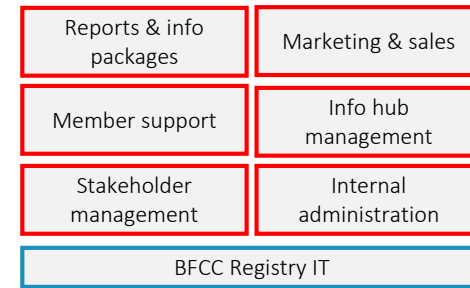 Reports & info
packages
Marketing & sales
Member support
Info hub
management
Stakeholder
management
Internal
administration
BFCC Registry IT